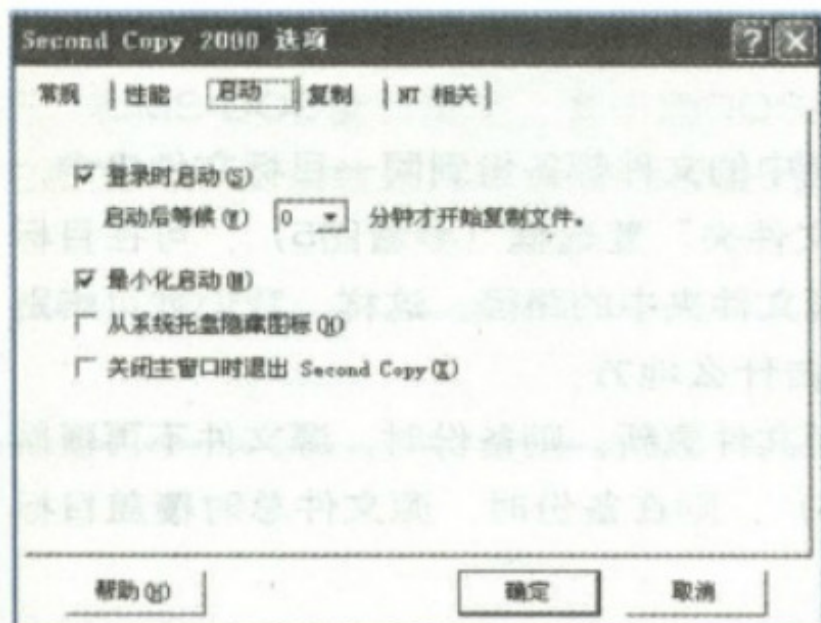 Second Copy 2000 选项
常规 性能 启动 复制 NT 相关
登录时启动(S)
启动后等候(Y) 0 分钟才开始复制文件。
最小化启动(M)
从系统托盘隐藏图标(O)
关闭主窗口时退出 Second Copy(X)
帮助(H) 确定 取消